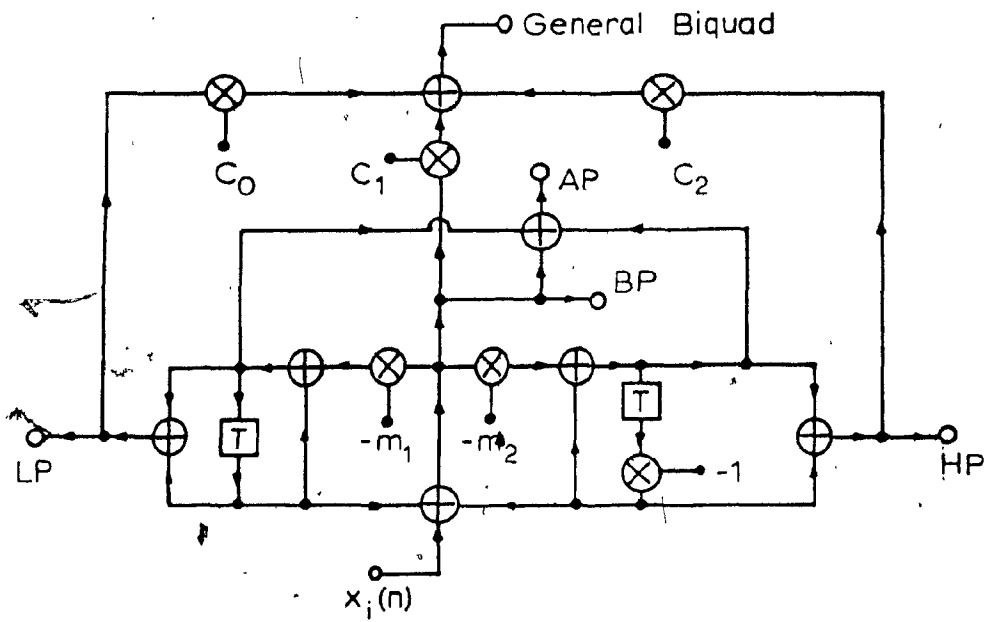 General Biquad
C₀
C₁
AP
C₂
BP
T
T
-m₁
-m₂
-1
LP
HP
xᵢ(n)